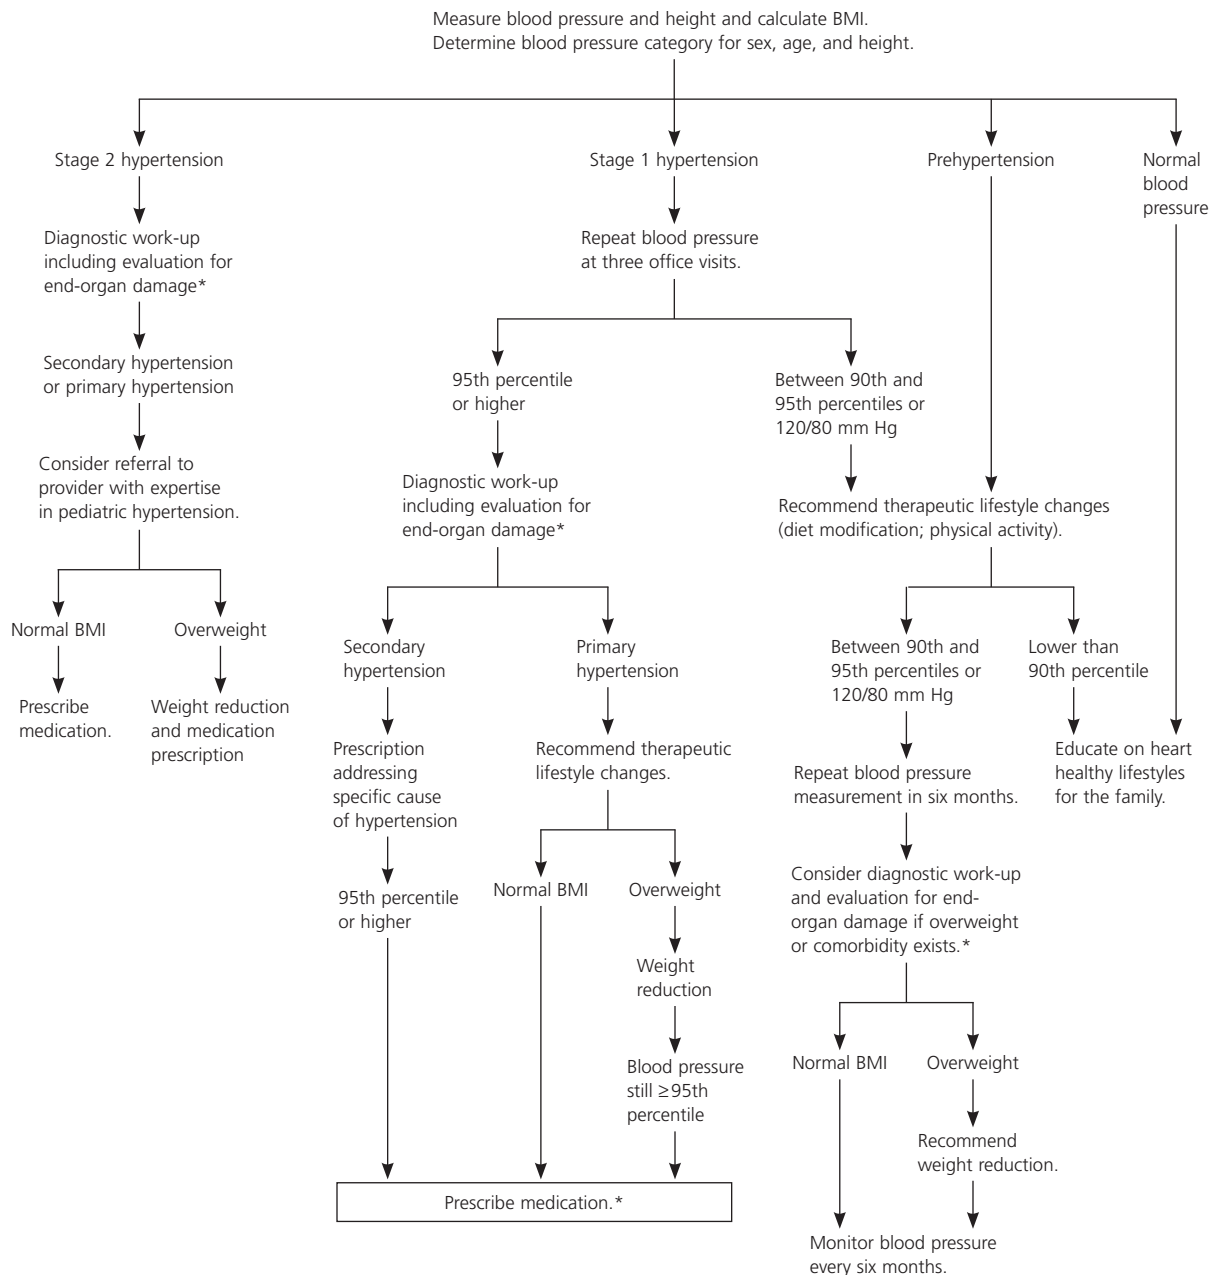 Measure blood pressure and height and calculate BMI.
Determine blood pressure category for sex, age, and height.
Stage 2 hypertension
Diagnostic work-up
including evaluation for
end-organ damage*
Secondary hypertension
or primary hypertension
Consider referral to
provider with expertise
in pediatric hypertension.
Normal BMI
Prescribe
medication.
Overweight
Weight reduction
and medication
prescription
Stage 1 hypertension
Repeat blood pressure
at three office visits.
95th percentile
or higher
Diagnostic work-up
including evaluation for
end-organ damage*
Secondary
hypertension
Prescription
addressing
specific cause
of hypertension
95th percentile
or higher
Primary
hypertension
Recommend therapeutic
lifestyle changes.
Normal BMI
Overweight
Weight
reduction
Blood pressure
still ≥95th
percentile
Prescribe medication.*
Between 90th and
95th percentiles or
120/80 mm Hg
Prehypertension
Recommend therapeutic lifestyle changes
(diet modification; physical activity).
Between 90th and
95th percentiles or
120/80 mm Hg
Repeat blood pressure
measurement in six months.
Consider diagnostic work-up
and evaluation for end-
organ damage if overweight
or comorbidity exists.*
Normal BMI
Overweight
Recommend
weight reduction.
Monitor blood pressure
every six months.
Lower than
90th percentile
Normal
blood
pressure
Educate on heart
healthy lifestyles
for the family.